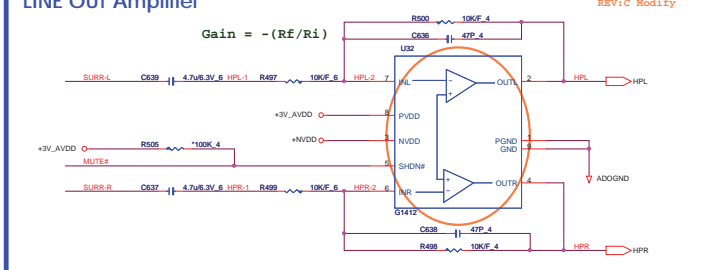 LINE OUT Amplifier
REV:C Modify
Gain = -(Rf/Ri)
R500 10K/F_4
C636 47P_4
U32
SURR-L C639 4.7u/6.3V_6 HPL-1 R497 10K/F_6 HPL-2 7 INL OUTL 2 HPL HPL
+3V_AVDD 8 PVDD
+NVDD 3 NVDD PGND 1
GND 9
+3V_AVDD R505 *100K_4
MUTE# 5 SHDN# ADOGND
SURR-R C637 4.7u/6.3V_6 HPR-1 R499 10K/F_6 HPR-2 6 INR OUTR 4
G1412
C638 47P_4
R498 10K/F_4 HPR HPR